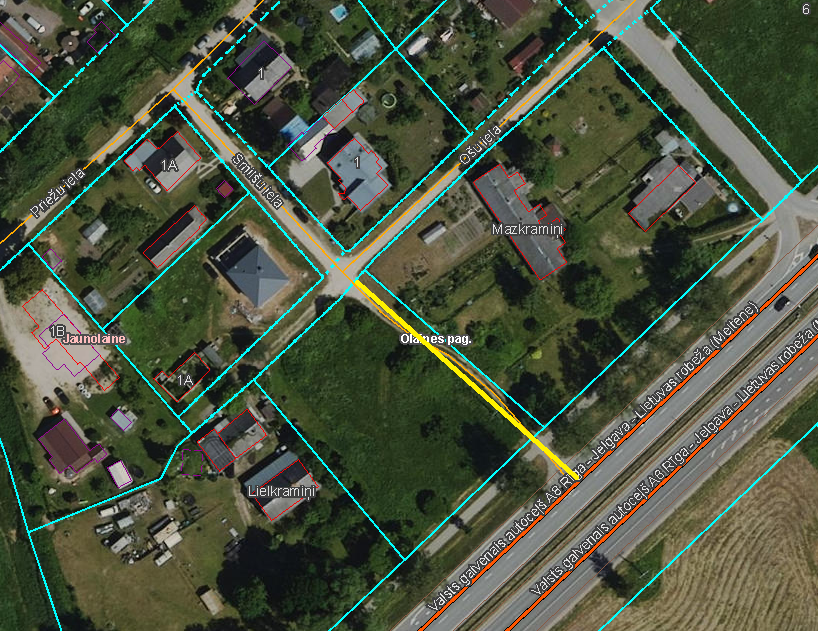 6
1
1A
1
Ošu iela
Priežu iela
Smilšu iela
Mazkramiņi
1B
Jaunolaine
Olaines pag.
1A
Lielkramiņi
Valsts galvenais autoceļš A8 Rīga - Jelgava - Lietuvas robeža (Meitene)
Valsts galvenais autoceļš A8 Rīga - Jelgava - Lietuvas robeža (